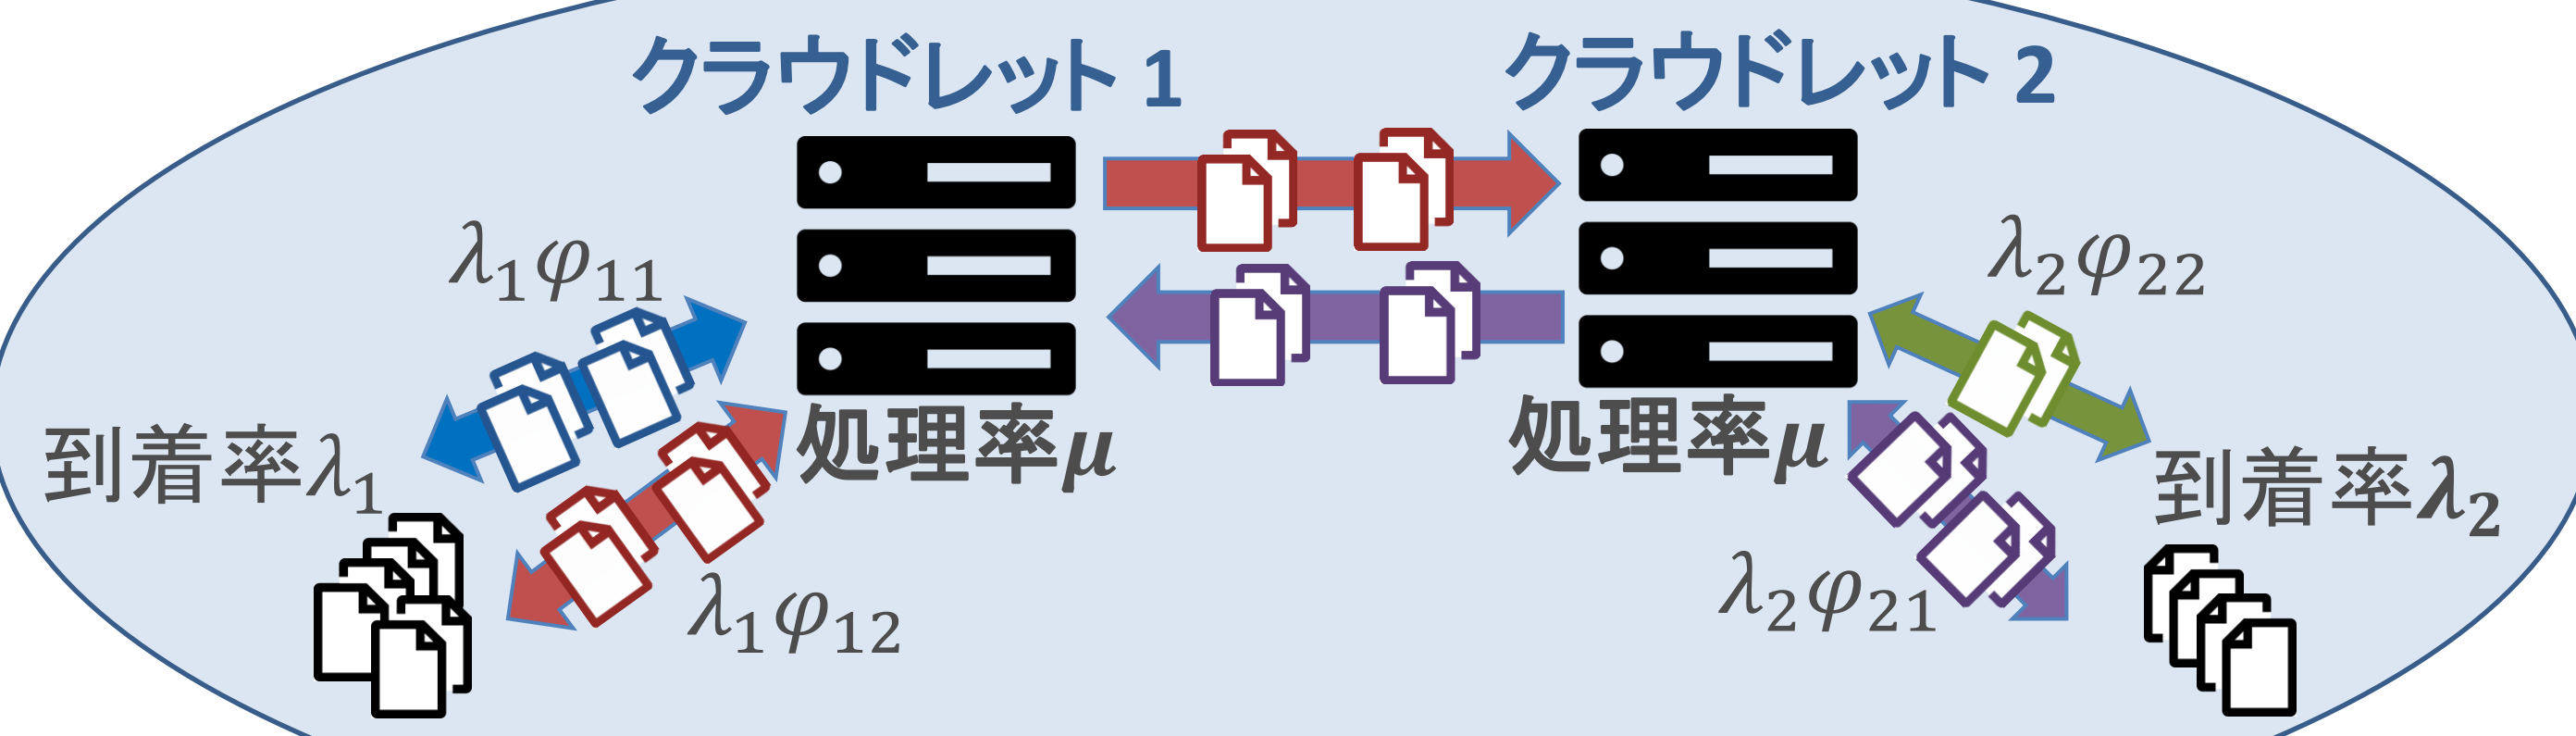 クラウドレット 1
クラウドレット 2
λ₁φ₁₁
λ₂φ₂₂
処理率μ
処理率μ
到着率λ₁
到着率λ₂
λ₁φ₁₂
λ₂φ₂₁